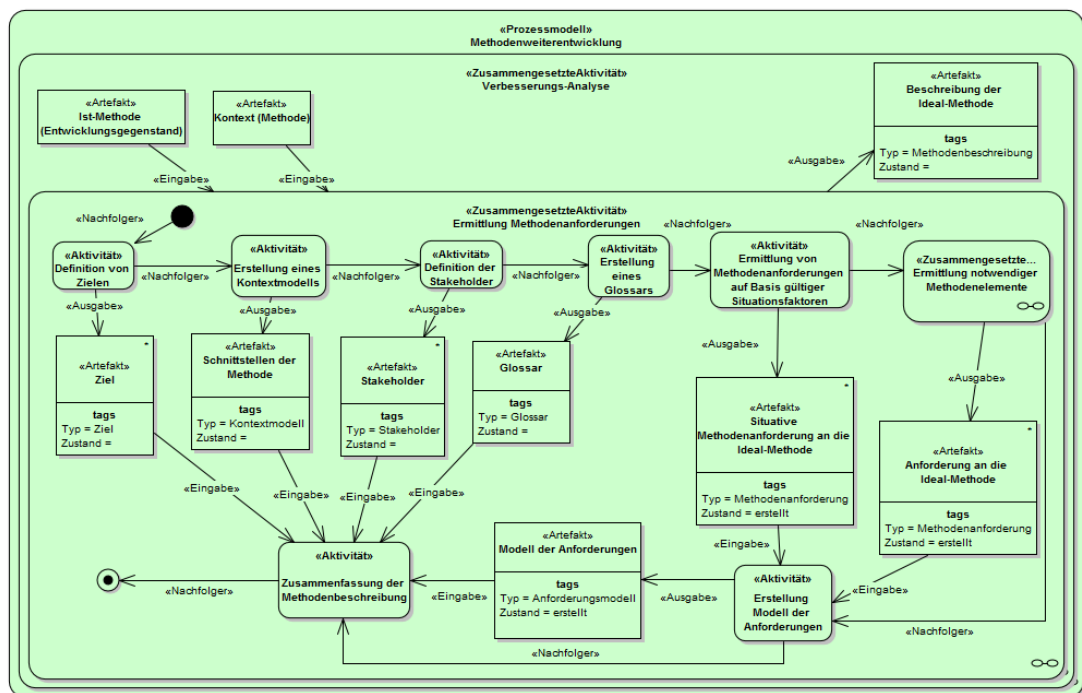 «Prozessmodell»
Methodenweiterentwicklung
«ZusammengesetzteAktivität»
Verbesserungs-Analyse
«Artefakt»
Ist-Methode
(Entwicklungsgegenstand)
«Artefakt»
Kontext (Methode)
«Artefakt»
Beschreibung der
Ideal-Methode
tags
Typ = Methodenbeschreibung
Zustand =
«Eingabe»
«Eingabe»
«Ausgabe»
«ZusammengesetzteAktivität»
Ermittlung Methodenanforderungen
«Nachfolger»
«Aktivität»
Definition von
Zielen
«Nachfolger»
«Aktivität»
Erstellung eines
Kontextmodells
«Nachfolger»
«Aktivität»
Definition der
Stakeholder
«Nachfolger»
«Aktivität»
Erstellung
eines
Glossars
«Nachfolger»
«Aktivität»
Ermittlung von
Methodenanforderungen
auf Basis gültiger
Situationsfaktoren
«Nachfolger»
«Zusammengesetzte...
Ermittlung notwendiger
Methodenelemente
«Ausgabe»
«Ausgabe»
«Ausgabe»
«Ausgabe»
«Ausgabe»
«Ausgabe»
*
«Artefakt»
Ziel
tags
Typ = Ziel
Zustand =
«Artefakt»
Schnittstellen der
Methode
tags
Typ = Kontextmodell
Zustand =
*
«Artefakt»
Stakeholder
tags
Typ = Stakeholder
Zustand =
«Artefakt»
Glossar
tags
Typ = Glossar
Zustand =
*
«Artefakt»
Situative
Methodenanforderung an die
Ideal-Methode
tags
Typ = Methodenanforderung
Zustand = erstellt
*
«Artefakt»
Anforderung an die
Ideal-Methode
tags
Typ = Methodenanforderung
Zustand = erstellt
«Eingabe»
«Eingabe»
«Eingabe»
«Eingabe»
«Eingabe»
«Eingabe»
«Aktivität»
Zusammenfassung der
Methodenbeschreibung
«Nachfolger»
«Eingabe»
«Artefakt»
Modell der Anforderungen
tags
Typ = Anforderungsmodell
Zustand = erstellt
«Ausgabe»
«Aktivität»
Erstellung
Modell der
Anforderungen
«Nachfolger»
«Nachfolger»